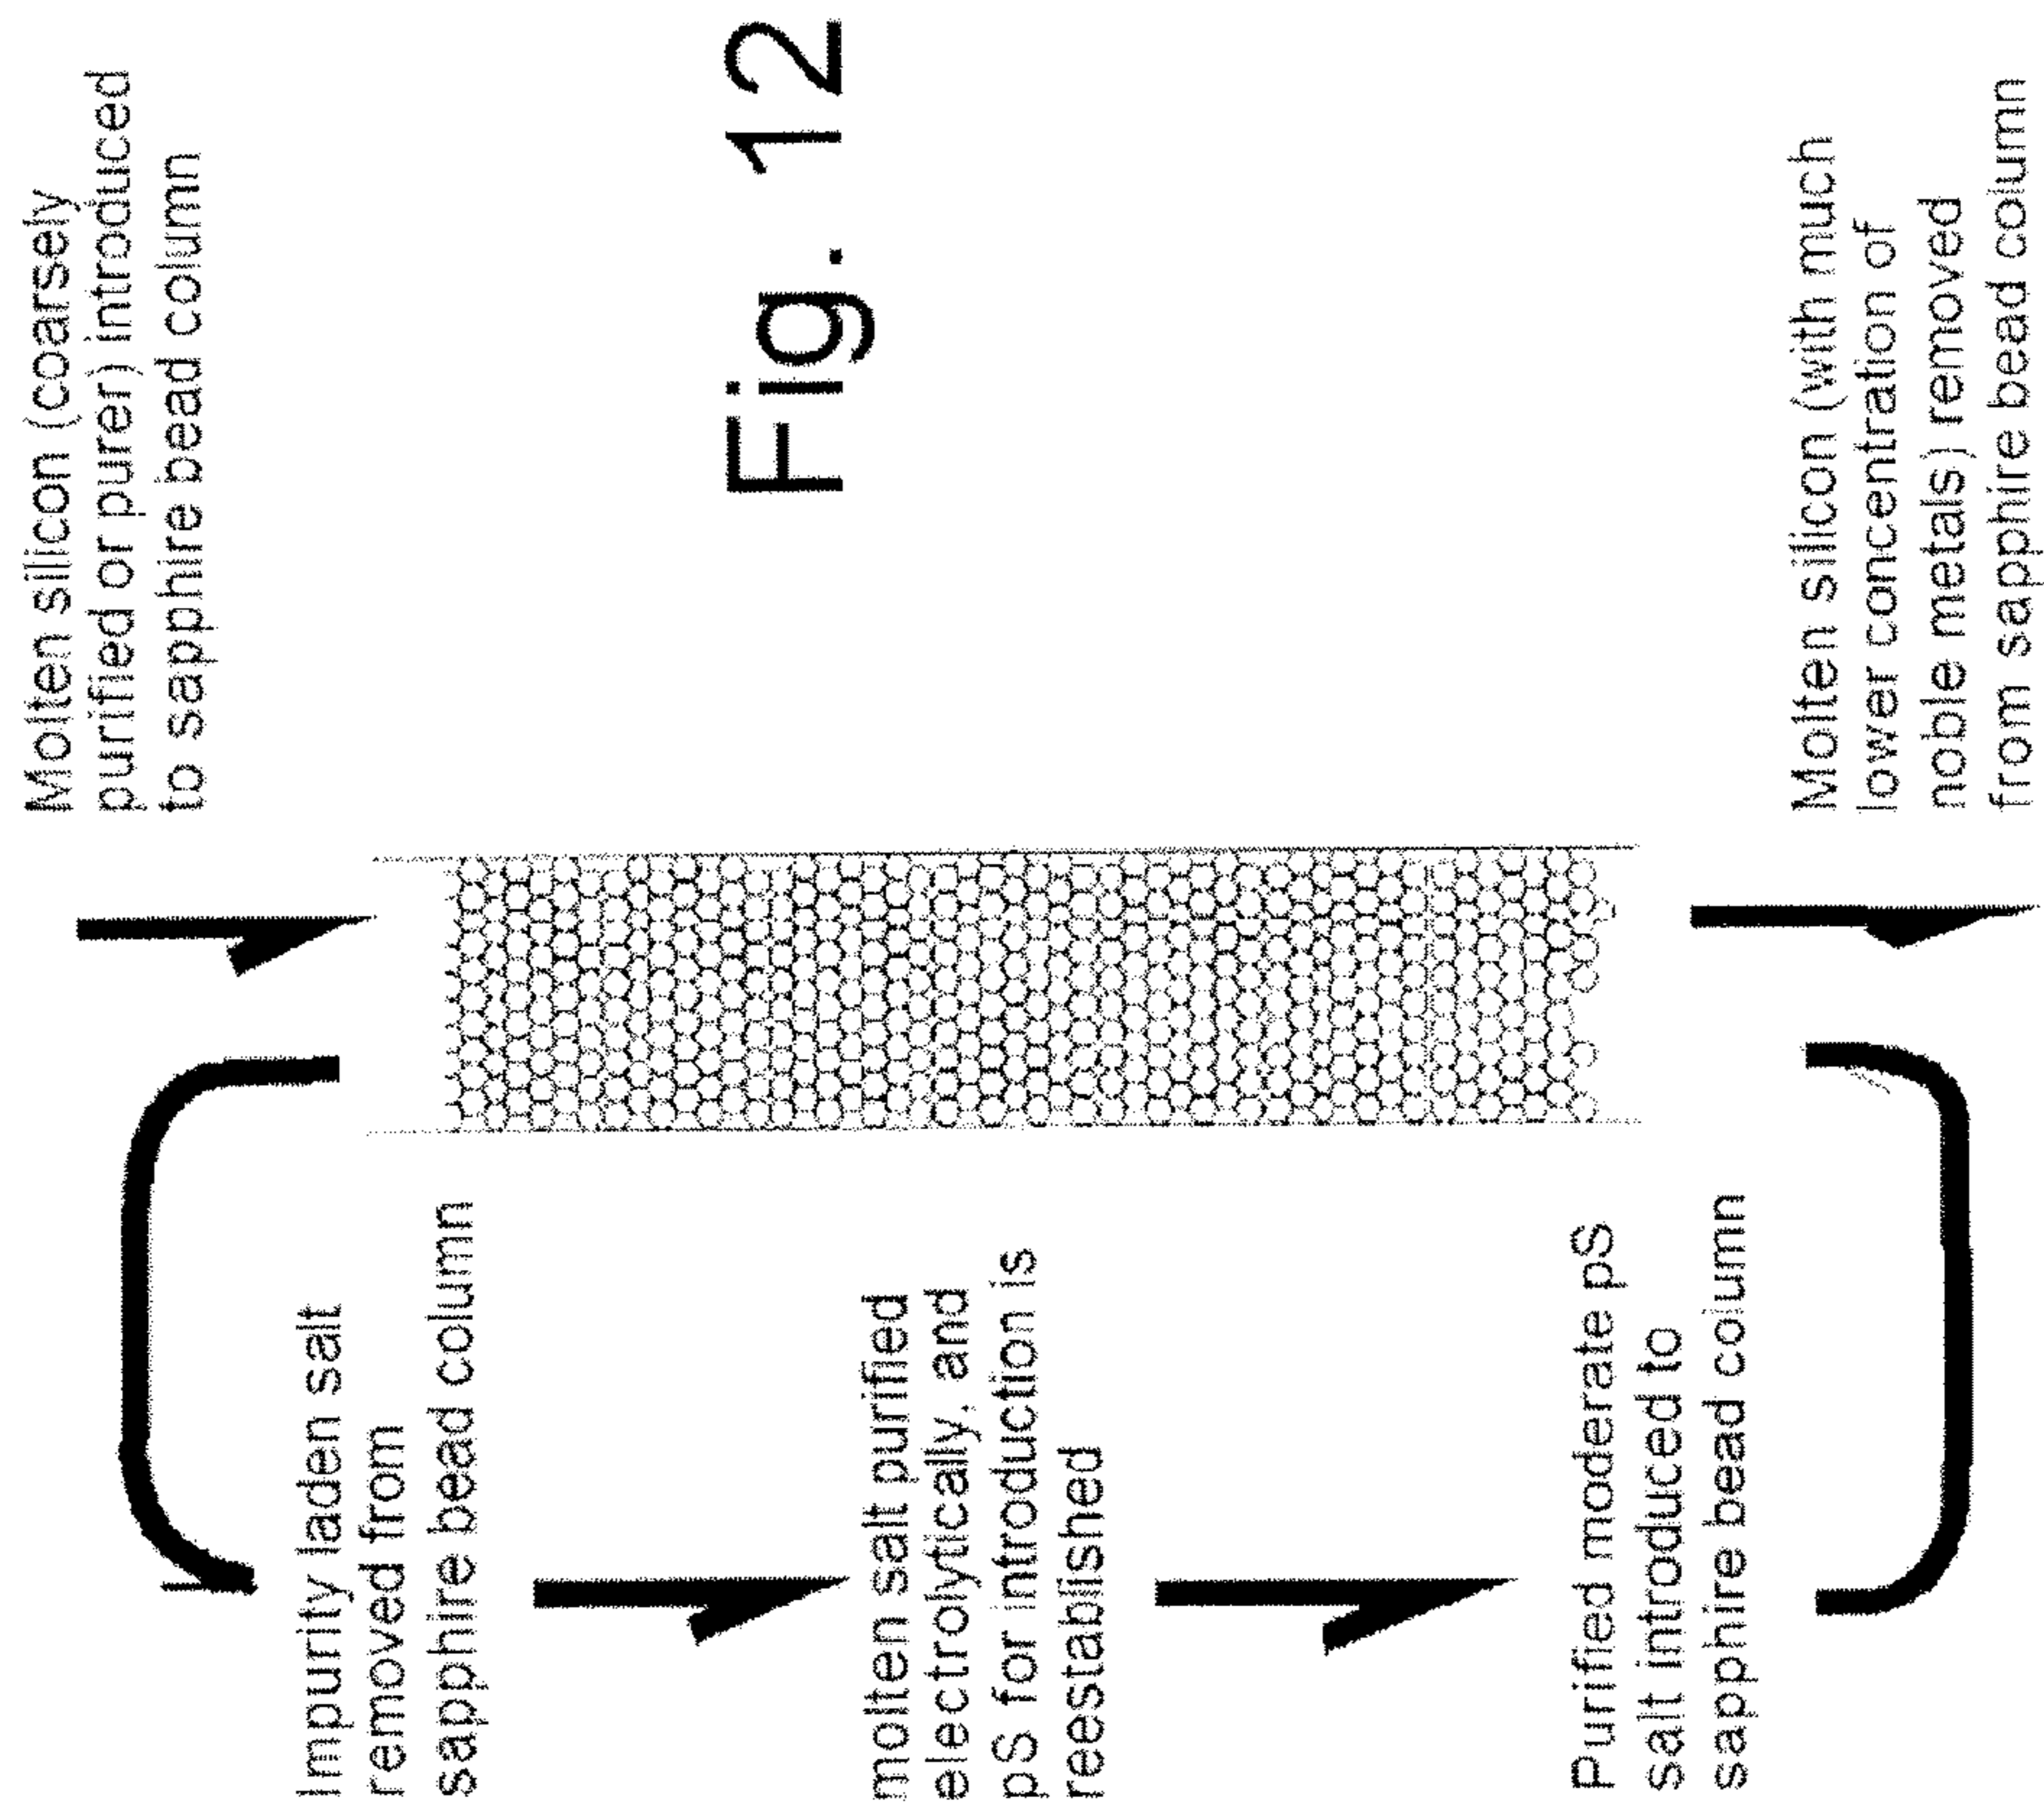 Molten silicon (coarsely
purified or purer) introduced
to sapphire bead column
Impurity laden salt
removed from
sapphire bead column
Fig. 12
molten salt purified
electrolytically, and
pS for introduction is
reestablished
Purified moderate pS
salt introduced to
sapphire bead column
Molten silicon (with much
lower concentration of
noble metals) removed
from sapphire bead column